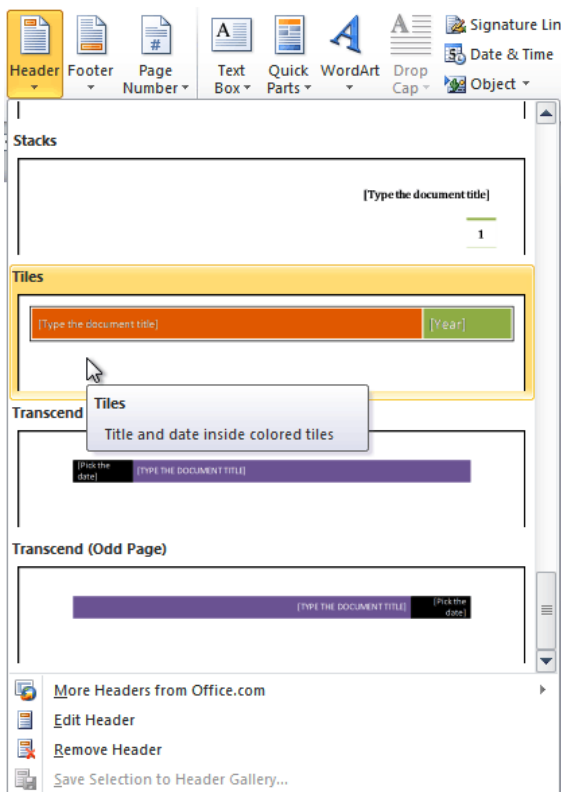 Header Footer Page Number Text Box Quick Parts WordArt Drop Cap
Signature Lin
Date & Time
Object
Stacks
[Type the document title]
1
Tiles
[Type the document title] [Year]
Tiles
Title and date inside colored tiles
Transcend
[Pick the date] [TYPE THE DOCUMENT TITLE]
Transcend (Odd Page)
[TYPE THE DOCUMENT TITLE] [Pick the date]
More Headers from Office.com
Edit Header
Remove Header
Save Selection to Header Gallery...